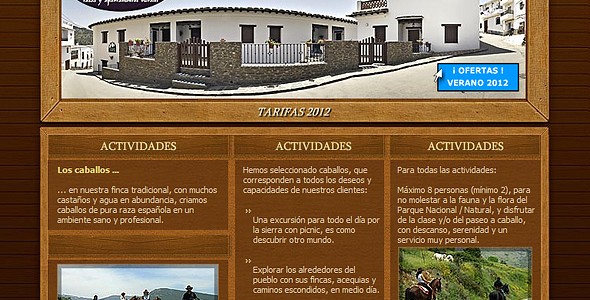 casa y apartamento rural
¡ OFERTAS !
VERANO 2012
TARIFAS 2012
ACTIVIDADES
Los caballos ...
... en nuestra finca tradicional, con muchos
castaños y agua en abundancia, criamos
caballos de pura raza española en un
ambiente sano y profesional.
ACTIVIDADES
Hemos seleccionado caballos, que
corresponden a todos los deseos y
capacidades de nuestros clientes:
››
Una excursión para todo el día por
la sierra con picnic, es como
descubrir otro mundo.
››
Explorar los alrededores del
pueblo con sus fincas, acequias y
caminos escondidos, en medio día.
ACTIVIDADES
Para todas las actividades:
Máximo 8 personas (mínimo 2), para
no molestar a la fauna y la flora del
Parque Nacional / Natural, y disfrutar
de la clase y/o del paseo a caballo,
con descanso, serenidad y un
servicio muy personal.